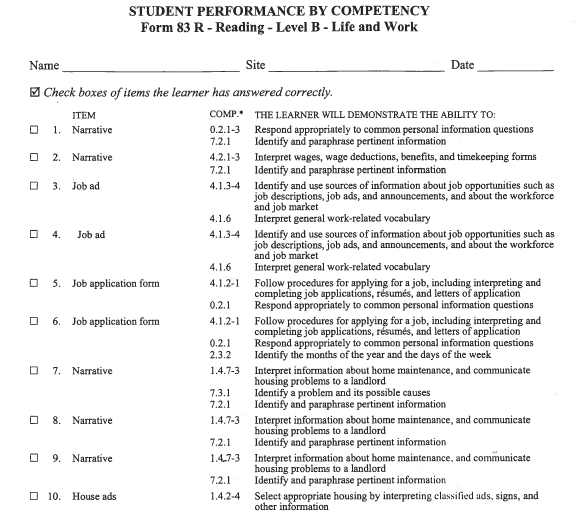 STUDENT PERFORMANCE BY COMPETENCY
Form 83 R - Reading - Level B - Life and Work
Name Site Date
☑ Check boxes of items the learner has answered correctly.
ITEM COMP.* THE LEARNER WILL DEMONSTRATE THE ABILITY TO:
☐ 1. Narrative 0.2.1-3 Respond appropriately to common personal information questions
7.2.1 Identify and paraphrase pertinent information
☐ 2. Narrative 4.2.1-3 Interpret wages, wage deductions, benefits, and timekeeping forms
7.2.1 Identify and paraphrase pertinent information
☐ 3. Job ad 4.1.3-4 Identify and use sources of information about job opportunities such as
job descriptions, job ads, and announcements, and about the workforce
and job market
4.1.6 Interpret general work-related vocabulary
☐ 4. Job ad 4.1.3-4 Identify and use sources of information about job opportunities such as
job descriptions, job ads, and announcements, and about the workforce
and job market
4.1.6 Interpret general work-related vocabulary
☐ 5. Job application form 4.1.2-1 Follow procedures for applying for a job, including interpreting and
completing job applications, résumés, and letters of application
0.2.1 Respond appropriately to common personal information questions
☐ 6. Job application form 4.1.2-1 Follow procedures for applying for a job, including interpreting and
completing job applications, résumés, and letters of application
0.2.1 Respond appropriately to common personal information questions
2.3.2 Identify the months of the year and the days of the week
☐ 7. Narrative 1.4.7-3 Interpret information about home maintenance, and communicate
housing problems to a landlord
7.3.1 Identify a problem and its possible causes
7.2.1 Identify and paraphrase pertinent information
☐ 8. Narrative 1.4.7-3 Interpret information about home maintenance, and communicate
housing problems to a landlord
7.2.1 Identify and paraphrase pertinent information
☐ 9. Narrative 1.4.7-3 Interpret information about home maintenance, and communicate
housing problems to a landlord
7.2.1 Identify and paraphrase pertinent information
☐ 10. House ads 1.4.2-4 Select appropriate housing by interpreting classified ads, signs, and
other information